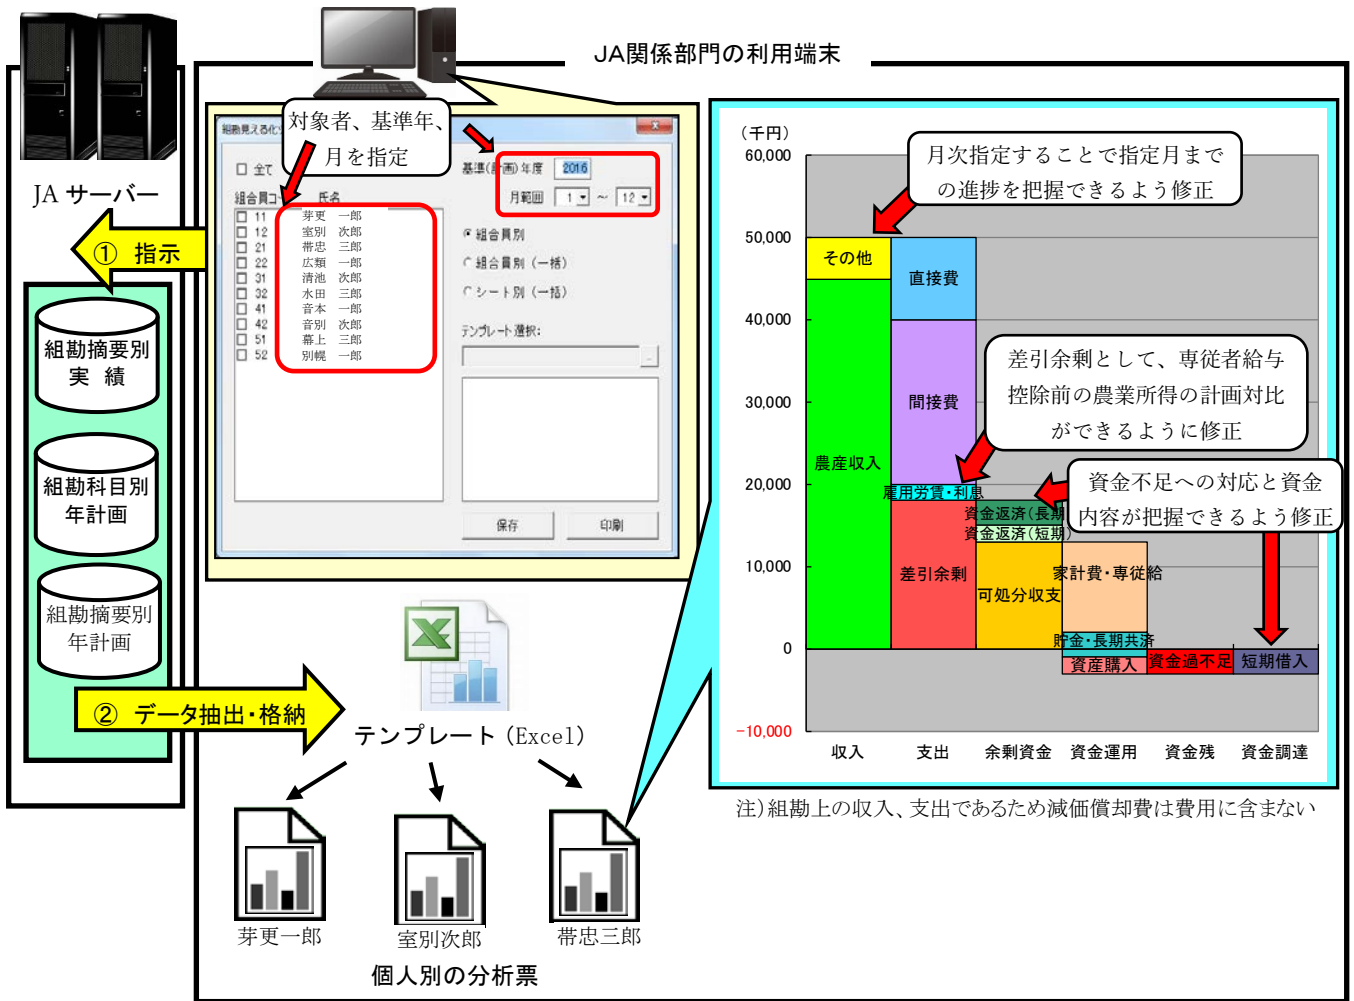 JA関係部門の利用端末
JA サーバー
① 指示
組勘摘要別
実 績
組勘科目別
年計画
組勘摘要別
年計画
② データ抽出・格納
組勘見える化
対象者、基準年、
月を指定
全て
基準(計画)年度 2016
月範囲 1 ～ 12
組合員コ
氏名
11 芽更 一郎
12 室別 次郎
21 帯忠 三郎
22 広類 一郎
31 清池 次郎
32 水田 三郎
41 音本 一郎
42 音別 次郎
51 幕上 三郎
52 別幌 一郎
組合員別
組合員別（一括）
シート別（一括）
テンプレート選択:
...
保存
印刷
テンプレート（Excel）
芽更一郎
室別次郎
帯忠三郎
個人別の分析票
（千円）
60,000
50,000
40,000
30,000
20,000
10,000
0
-10,000
月次指定することで指定月まで
の進捗を把握できるよう修正
差引余剰として、専従者給与
控除前の農業所得の計画対比
ができるように修正
資金不足への対応と資金
内容が把握できるよう修正
その他
農産収入
直接費
間接費
雇用労賃・利息
差引余剰
資金返済(長期
資金返済(短期)
可処分収支
家計費・専従給
貯金・長期共済
資産購入
資金過不足
短期借入
収入
支出
余剰資金
資金運用
資金残
資金調達
注）組勘上の収入、支出であるため減価償却費は費用に含まない